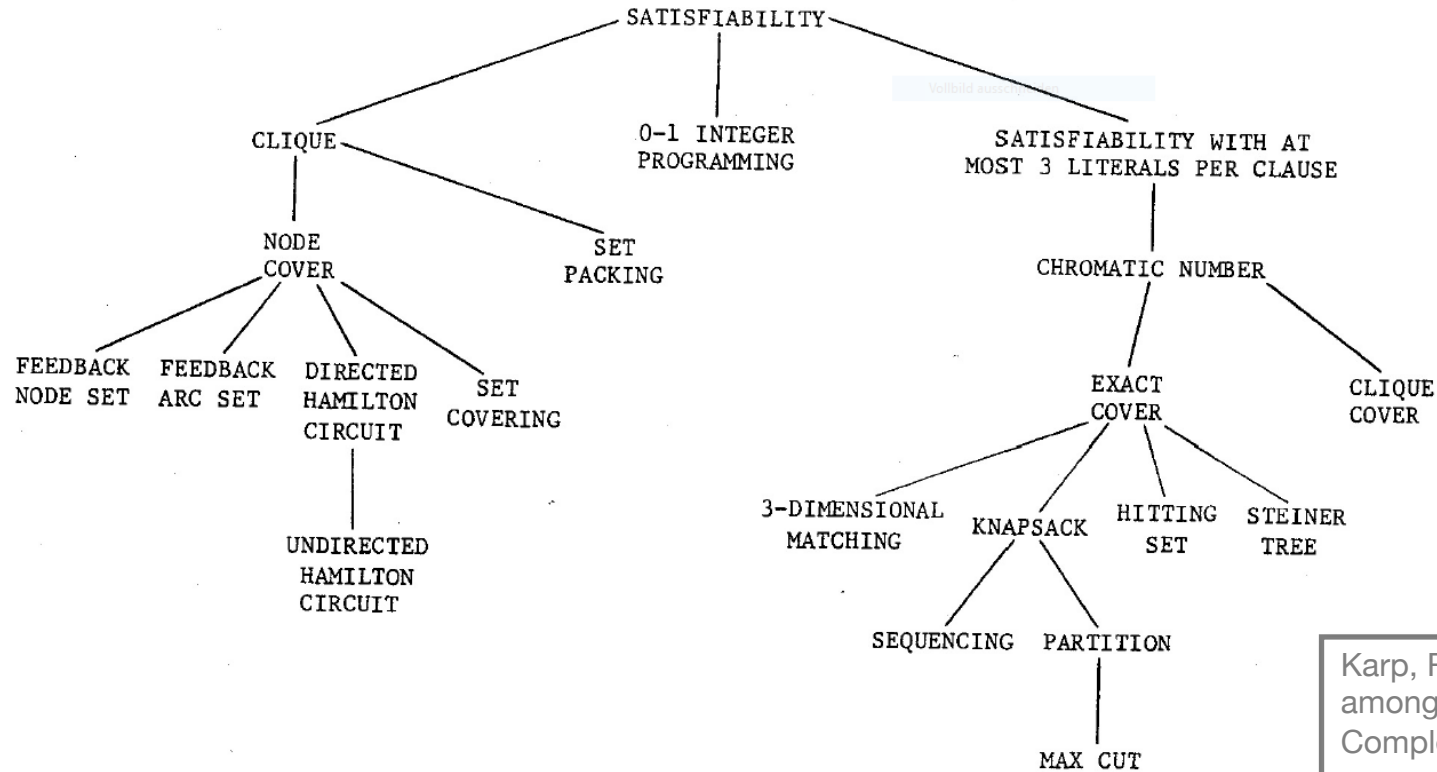 SATISFIABILITY
Vollbild
CLIQUE
0-1 INTEGER
PROGRAMMING
SATISFIABILITY WITH AT
MOST 3 LITERALS PER CLAUSE
NODE
COVER
SET
PACKING
CHROMATIC NUMBER
FEEDBACK
NODE SET
FEEDBACK
ARC SET
DIRECTED
HAMILTON
CIRCUIT
SET
COVERING
EXACT
COVER
CLIQUE
COVER
3-DIMENSIONAL
MATCHING
KNAPSACK
HITTING
SET
STEINER
TREE
UNDIRECTED
HAMILTON
CIRCUIT
SEQUENCING
PARTITION
MAX CUT
Karp,
among